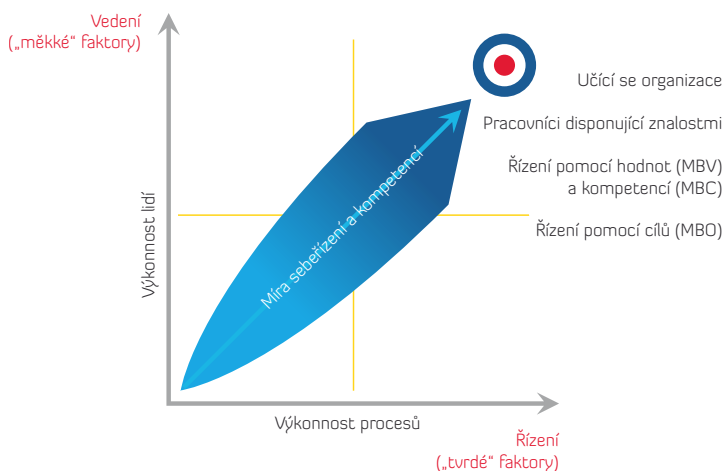 Vedení
(„měkké“ faktory)
Učící se organizace
Pracovníci disponující znalostmi
Řízení pomocí hodnot (MBV)
a kompetencí (MBC)
Řízení pomocí cílů (MBO)
Míra sebeřízení a kompetencí
Výkonnost lidí
Výkonnost procesů
Řízení
(„tvrdé“ faktory)